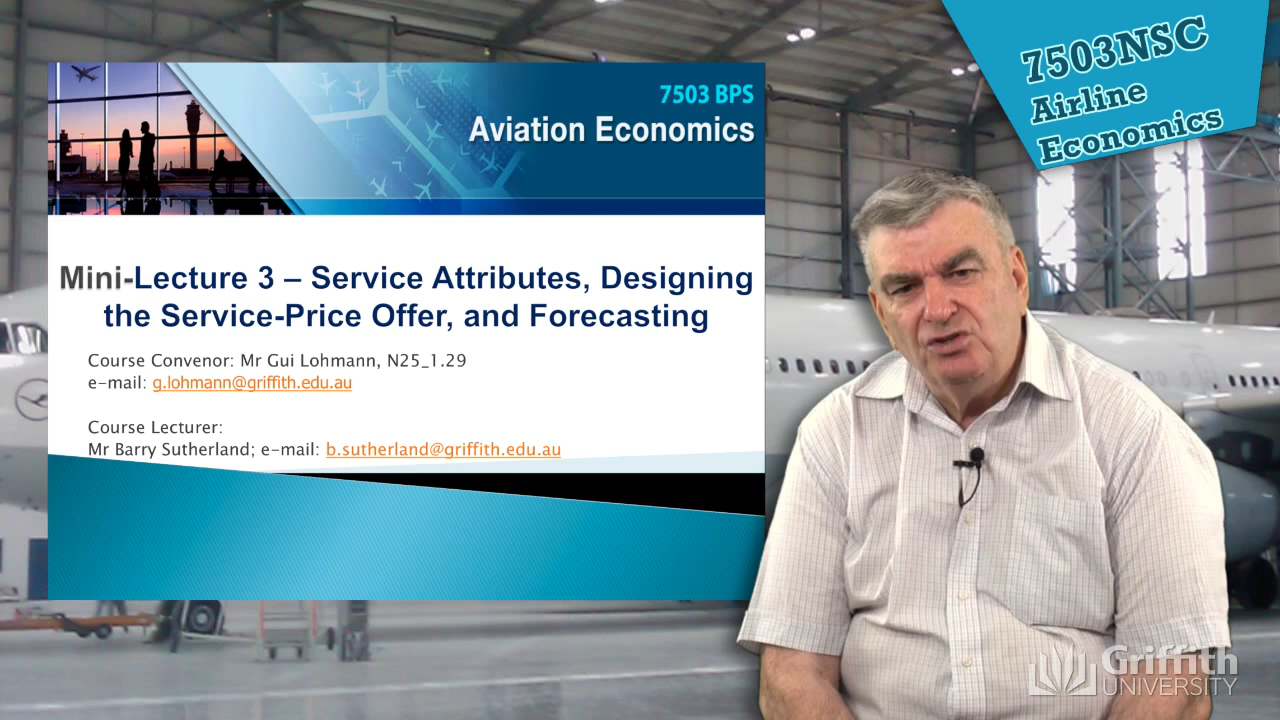 7503 BPS
Aviation Economics
Mini-Lecture 3 – Service Attributes, Designing
the Service-Price Offer, and Forecasting
Course Convenor: Mr Gui Lohmann, N25_1.29
e-mail: g.lohmann@griffith.edu.au
Course Lecturer:
Mr Barry Sutherland; e-mail: b.sutherland@griffith.edu.au
7503NSC
Airline
Economics
Griffith
UNIVERSITY